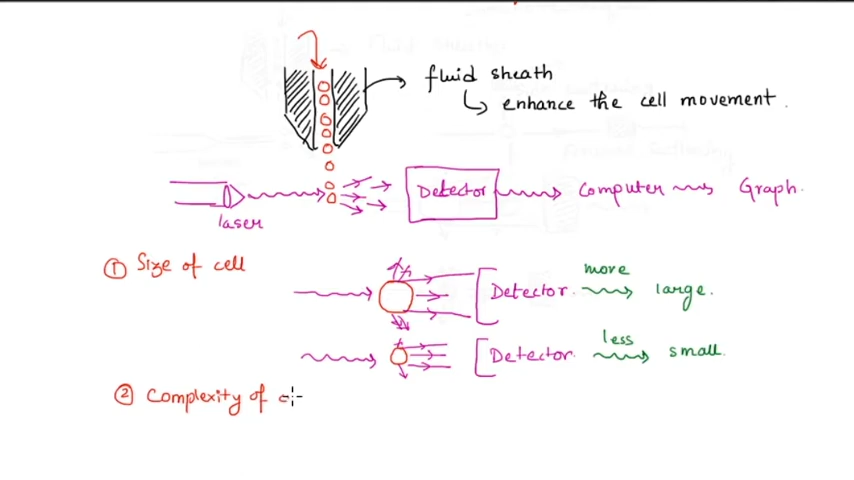 fluid sheath
enhance the cell movement.
Detector
Computer
Graph.
laser
① Size of cell
Detector.
more
large.
Detector.
less
small.
② Complexity of c